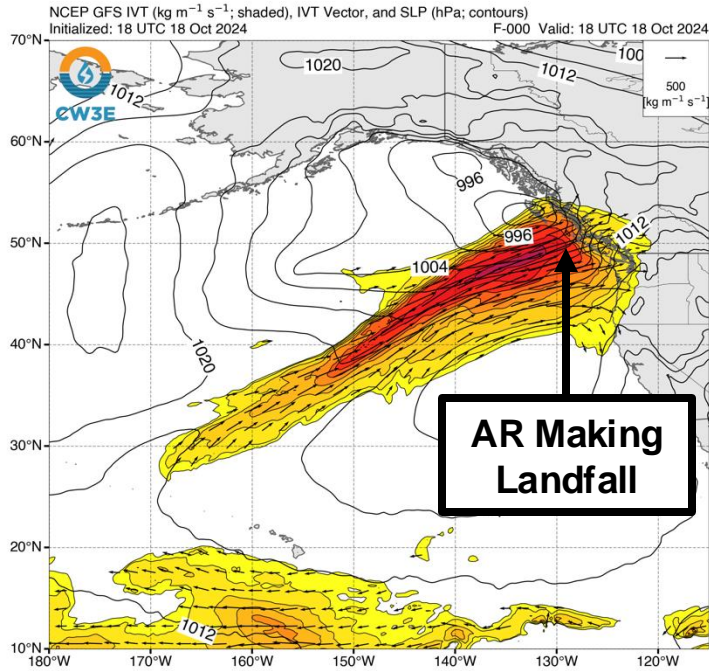 NCEP GFS IVT (kg m⁻¹ s⁻¹; shaded), IVT Vector, and SLP (hPa; contours)
Initialized: 18 UTC 18 Oct 2024
F-000 Valid: 18 UTC 18 Oct 2024
70°N
1020
1012
100
500
[kg m⁻¹ s⁻¹]
1012
CW3E
60°N
996
1012
50°N
996
1004
40°N
1020
AR Making
Landfall
30°N
20°N
1012
10°N
180°W
170°W
160°W
150°W
140°W
130°W
120°W